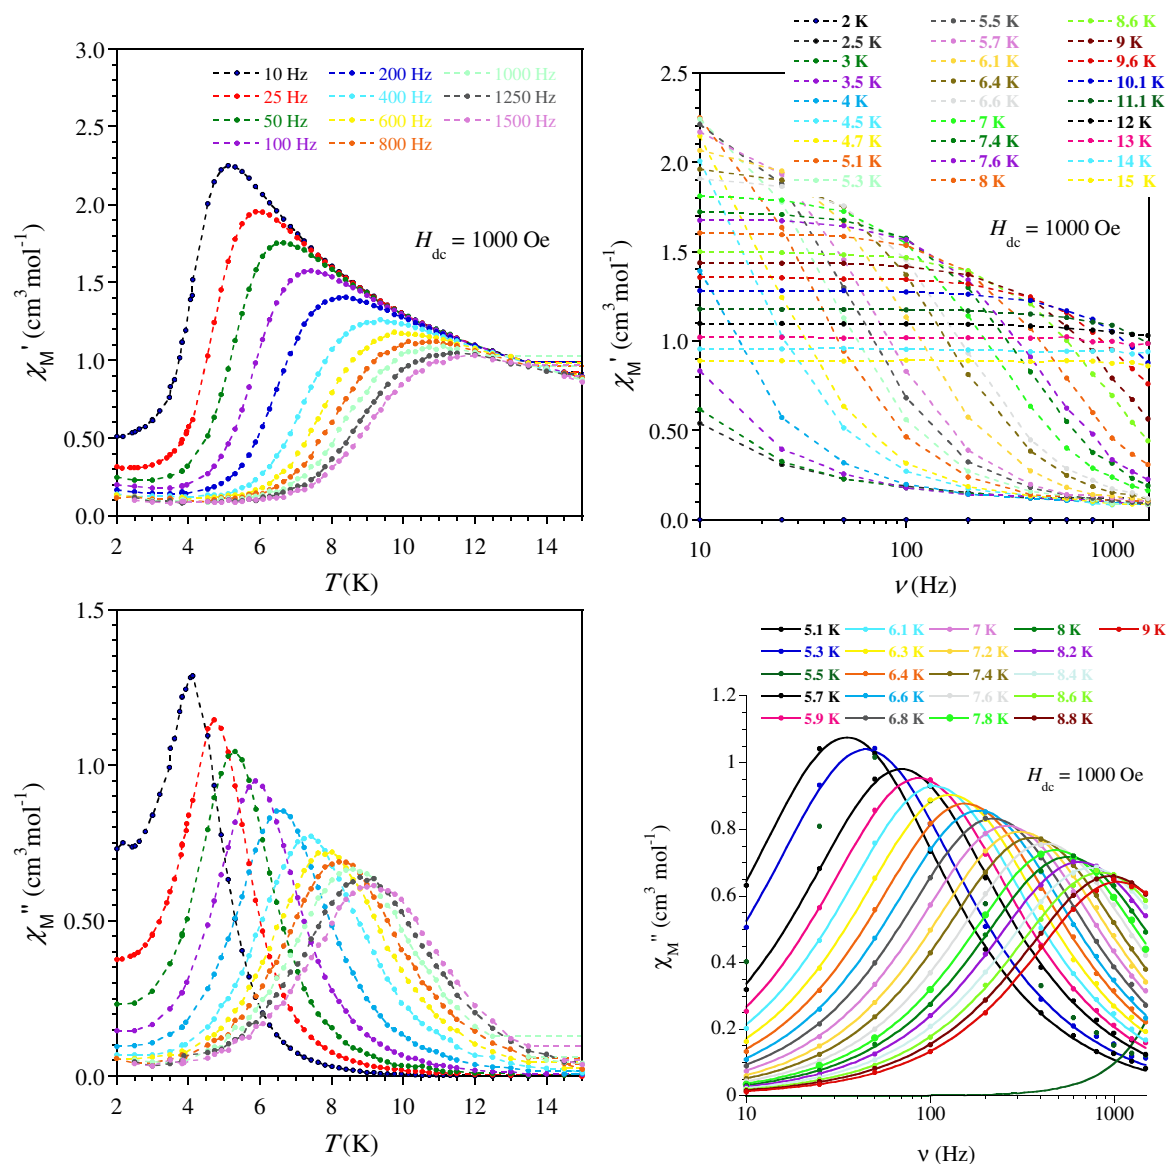 3.0
2.5
2.0
1.5
1.0
0.50
0.0
2 4 6 8 10 12 14
10 Hz 200 Hz 1000 Hz
25 Hz 400 Hz 1250 Hz
50 Hz 600 Hz 1500 Hz
100 Hz 800 Hz
H_dc = 1000 Oe
χ_M' (cm³ mol⁻¹)
T (K)
2 K 5.5 K 8.6 K
2.5 K 5.7 K 9 K
3 K 6.1 K 9.6 K
3.5 K 6.4 K 10.1 K
4 K 6.6 K 11.1 K
4.5 K 7 K 12 K
4.7 K 7.4 K 13 K
5.1 K 7.6 K 14 K
5.3 K 8 K 15 K
2.5
2.0
1.5
1.0
0.50
0.0
10 100 1000
H_dc = 1000 Oe
χ_M' (cm³ mol⁻¹)
ν (Hz)
1.5
1.0
0.50
0.0
2 4 6 8 10 12 14
χ_M'' (cm³ mol⁻¹)
T (K)
5.1 K 6.1 K 7 K 8 K 9 K
5.3 K 6.3 K 7.2 K 8.2 K
5.5 K 6.4 K 7.4 K 8.4 K
5.7 K 6.6 K 7.6 K 8.6 K
5.9 K 6.8 K 7.8 K 8.8 K
1.2
1
0.8
0.6
0.4
0.2
0
10 100 1000
H_dc = 1000 Oe
χ_M'' (cm³ mol⁻¹)
ν (Hz)